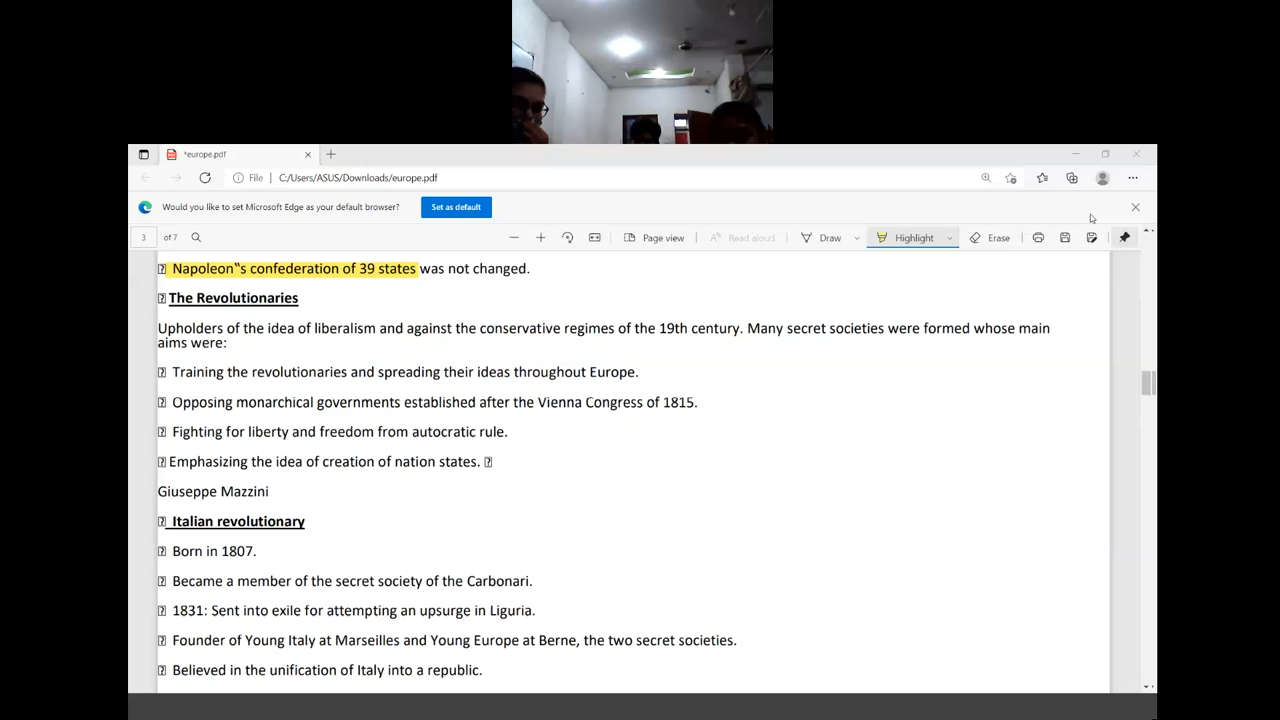 *europe.pdf
File
C:/Users/ASUS/Downloads/europe.pdf
Would you like to set Microsoft Edge as your default browser?
Set as default
3 of 7
Page view
Read aloud
Draw
Highlight
Erase
Napoleon‟s confederation of 39 states was not changed.
The Revolutionaries
Upholders of the idea of liberalism and against the conservative regimes of the 19th century. Many secret societies were formed whose main
aims were:
Training the revolutionaries and spreading their ideas throughout Europe.
Opposing monarchical governments established after the Vienna Congress of 1815.
Fighting for liberty and freedom from autocratic rule.
Emphasizing the idea of creation of nation states.
Giuseppe Mazzini
Italian revolutionary
Born in 1807.
Became a member of the secret society of the Carbonari.
1831: Sent into exile for attempting an upsurge in Liguria.
Founder of Young Italy at Marseilles and Young Europe at Berne, the two secret societies.
Believed in the unification of Italy into a republic.